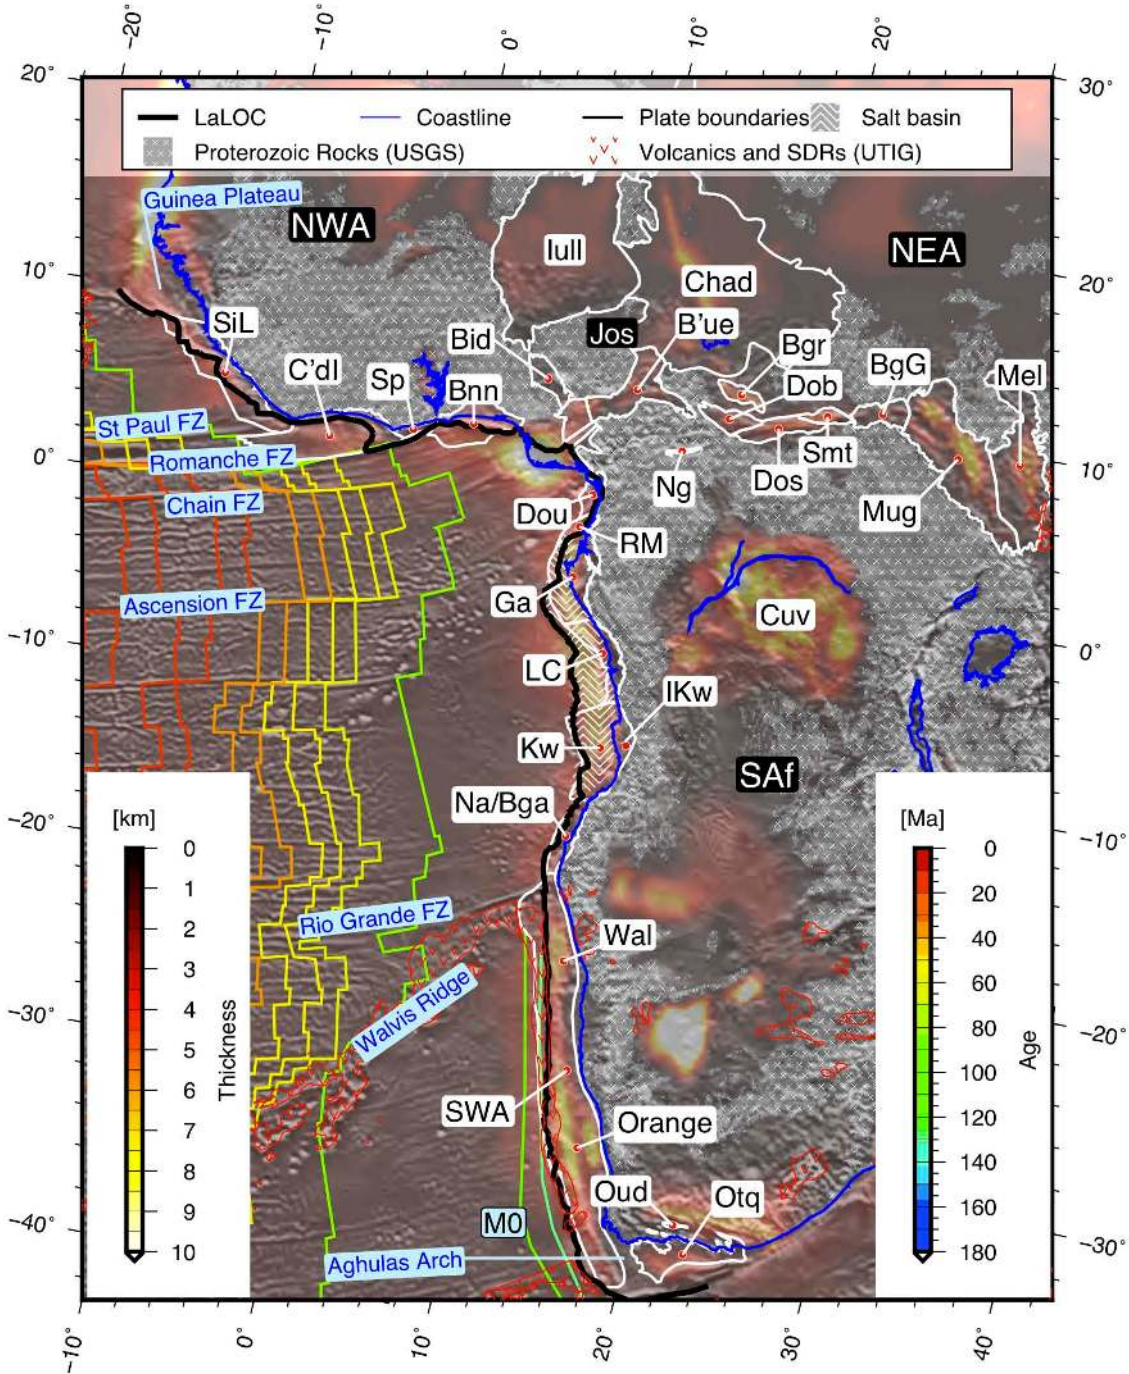 −20° −10° 0° 10° 20°
20° 30°
LaLOC Coastline Plate boundaries Salt basin
Proterozoic Rocks (USGS) Volcanics and SDRs (UTIG)
Guinea Plateau
NWA
Iull
NEA
10° 20°
Chad
SiL
Jos
B'ue
Bid
Bgr
C'dI
Sp
Bnn
Dob
BgG
Mel
St Paul FZ
Smt
Romanche FZ
0° 10°
Ng
Dos
Chain FZ
Dou
Mug
RM
Ascension FZ
Ga
Cuv
−10° 0°
LC
IKw
Kw
SAf
Na/Bga
[km] [Ma]
−20° −10°
0 0
1
2 20
Rio Grande FZ
3 40
Wal
4 60
Walvis Ridge
5 80
−30° −20°
6 100
7 120
8 140
9 160
10 180
Thickness
Age
SWA
Orange
Oud
Otq
M0
−40° −30°
Aghulas Arch
−10° 0° 10° 20° 30° 40°